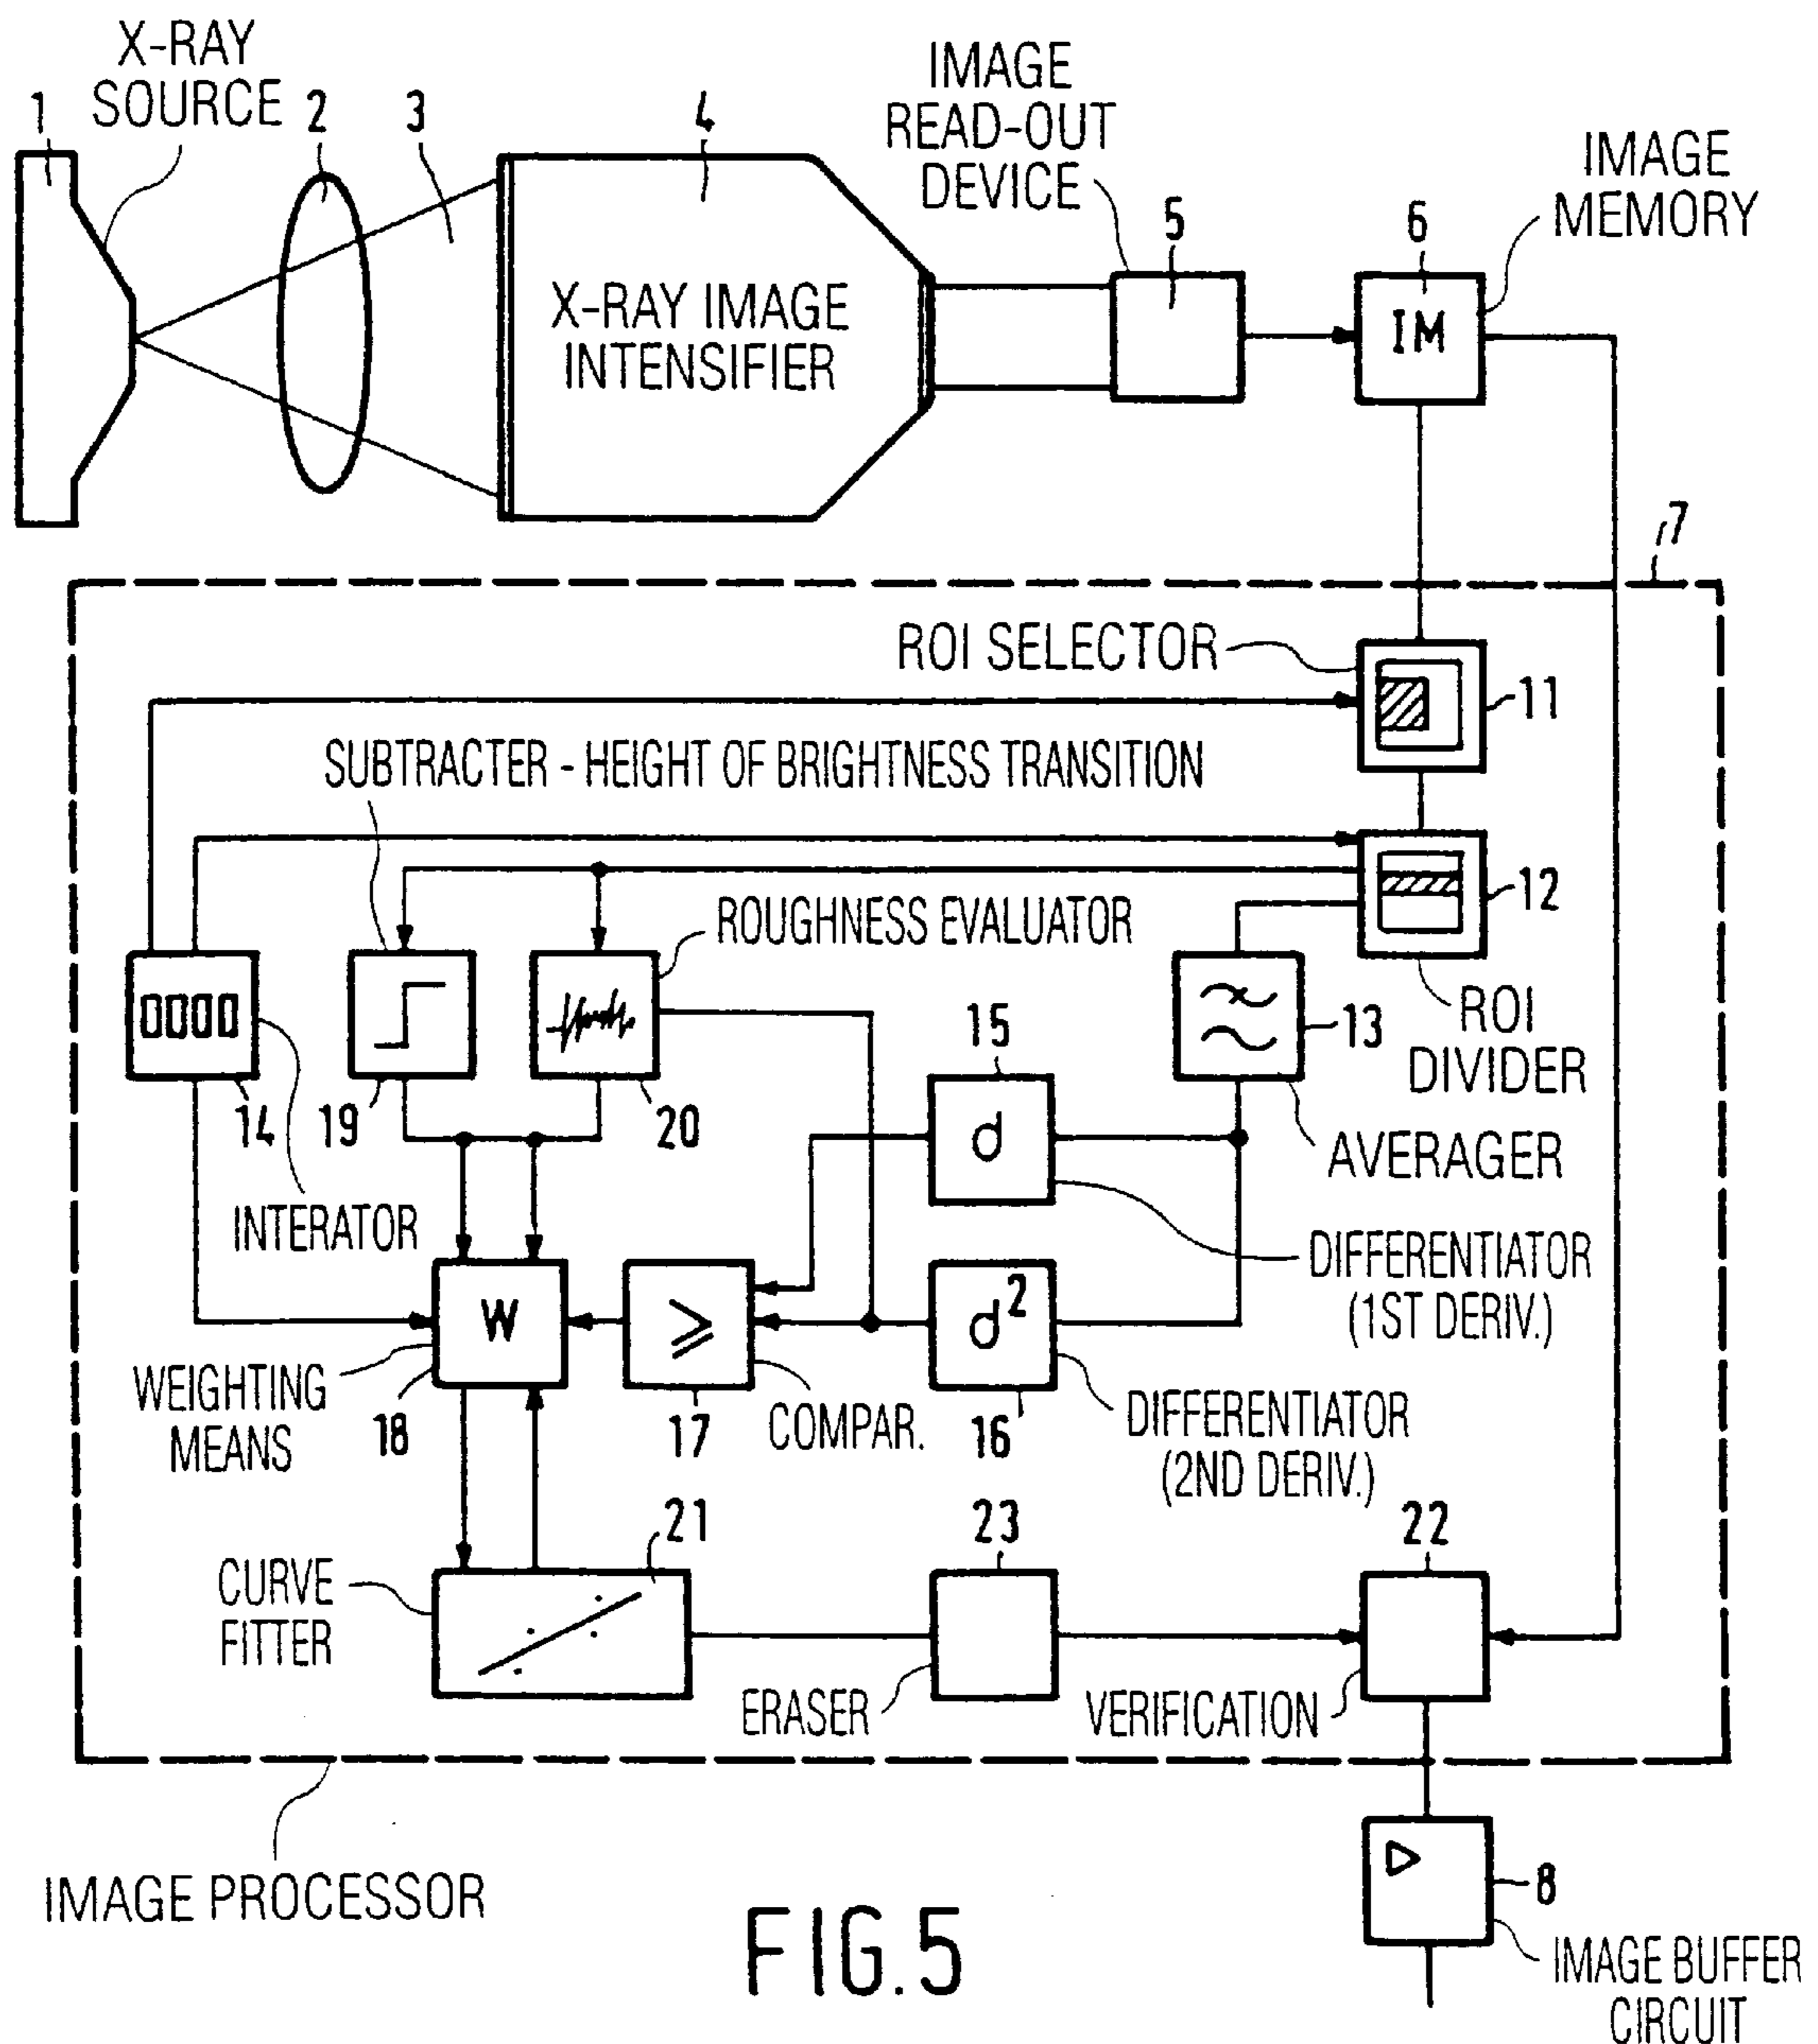 X-RAY
SOURCE
1
2
3
4
IMAGE
READ-OUT
DEVICE
5
6
IMAGE
MEMORY
X-RAY IMAGE
INTENSIFIER
IM
7
ROI SELECTOR
11
SUBTRACTER - HEIGHT OF BRIGHTNESS TRANSITION
12
ROUGHNESS EVALUATOR
ROI
DIVIDER
13
14
19
20
15
d
AVERAGER
INTERATOR
DIFFERENTIATOR
(1ST DERIV.)
W
≥
d²
WEIGHTING
MEANS
18
17
COMPAR.
16
DIFFERENTIATOR
(2ND DERIV.)
21
23
22
CURVE
FITTER
ERASER
VERIFICATION
IMAGE PROCESSOR
8
IMAGE BUFFER
CIRCUIT
FIG.5